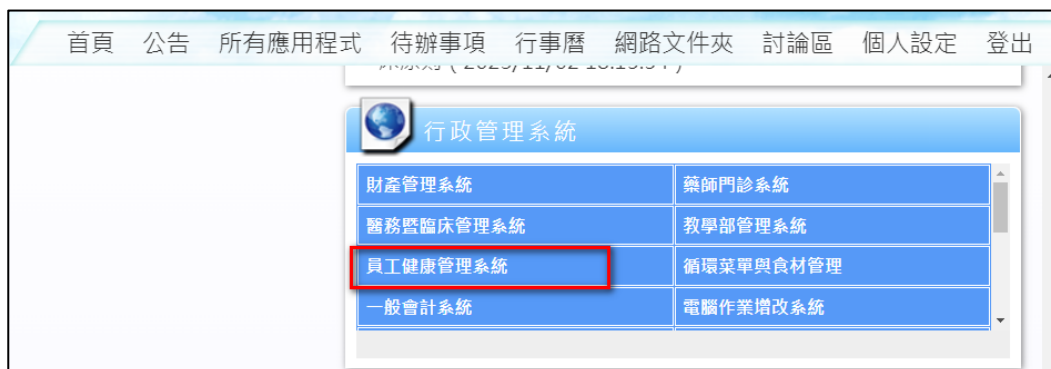 首頁 公告 所有應用程式 待辦事項 行事曆 網路文件夾 討論區 個人設定 登出
行政管理系統
財產管理系統 藥師門診系統
醫務暨臨床管理系統 教學部管理系統
員工健康管理系統 循環菜單與食材管理
一般會計系統 電腦作業增改系統